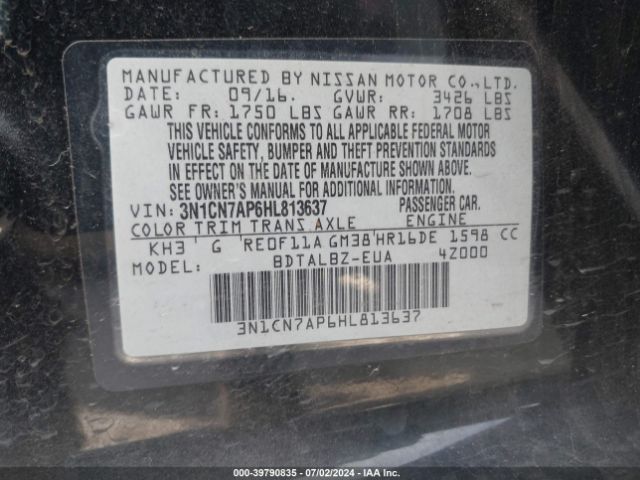 MANUFACTURED BY NISSAN MOTOR CO., LTD.
DATE: 09/16. GVWR: 3426 LBS
GAWR FR: 1750 LBS GAWR RR: 1708 LBS
THIS VEHICLE CONFORMS TO ALL APPLICABLE FEDERAL MOTOR
VEHICLE SAFETY, BUMPER AND THEFT PREVENTION STANDARDS
IN EFFECT ON THE DATE OF MANUFACTURE SHOWN ABOVE.
SEE OWNER'S MANUAL FOR ADDITIONAL INFORMATION.
VIN: 3N1CN7AP6HL813637 PASSENGER CAR.
COLOR TRIM TRANS AXLE ENGINE
KH3 G RE0F11A GM38 HR16DE 1598 CC
MODEL: BDTALBZ-EUA 4Z000
3N1CN7AP6HL813637
000-39790835 - 07/02/2024 - IAA Inc.